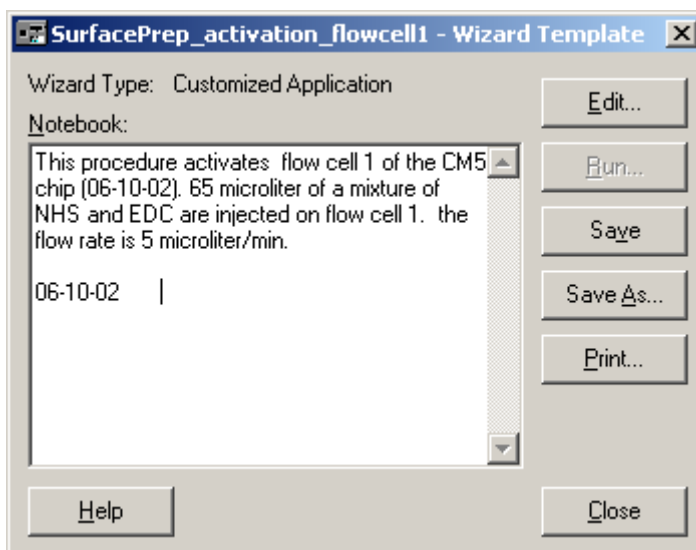 SurfacePrep_activation_flowcell1 - Wizard Template
Wizard Type: Customized Application
Notebook:
This procedure activates  flow cell 1 of the CM5
chip (06-10-02). 65 microliter of a mixture of
NHS and EDC are injected on flow cell 1.  the
flow rate is 5 microliter/min.
06-10-02
Edit...
Run...
Save
Save As...
Print...
Help
Close